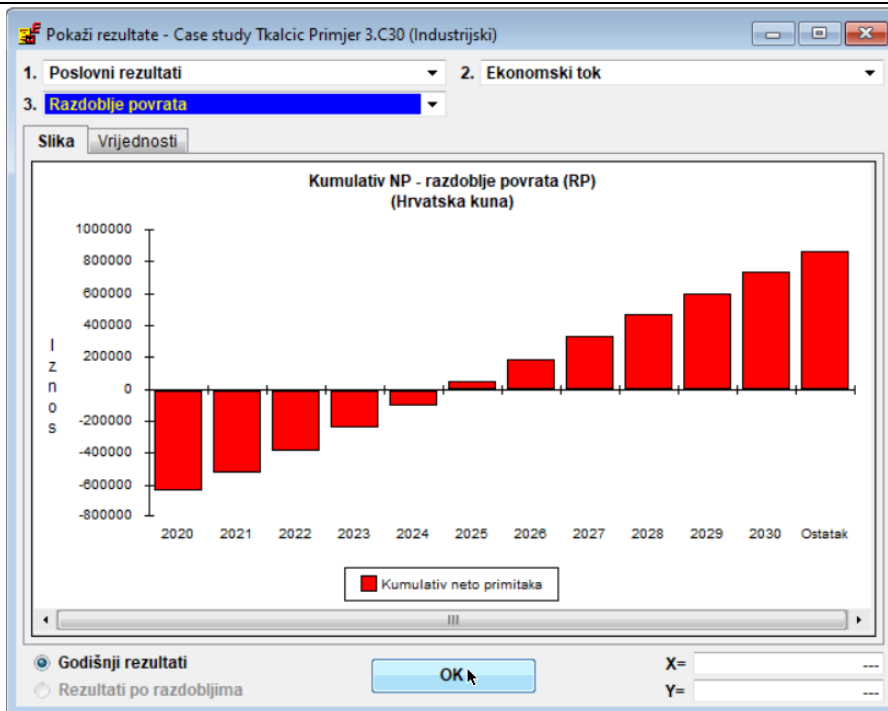 Pokaži rezultate - Case study Tkalcic Primjer 3.C30 (Industrijski)
1. Poslovni rezultati 2. Ekonomski tok
3. Razdoblje povrata
Slika Vrijednosti
Kumulativ NP - razdoblje povrata (RP)
(Hrvatska kuna)
1000000
800000
600000
400000
200000
0
-200000
-400000
-600000
-800000
Iznos
2020 2021 2022 2023 2024 2025 2026 2027 2028 2029 2030 Ostatak
Kumulativ neto primitaka
Godišnji rezultati
Rezultati po razdobljima
OK
X= ---
Y= ---